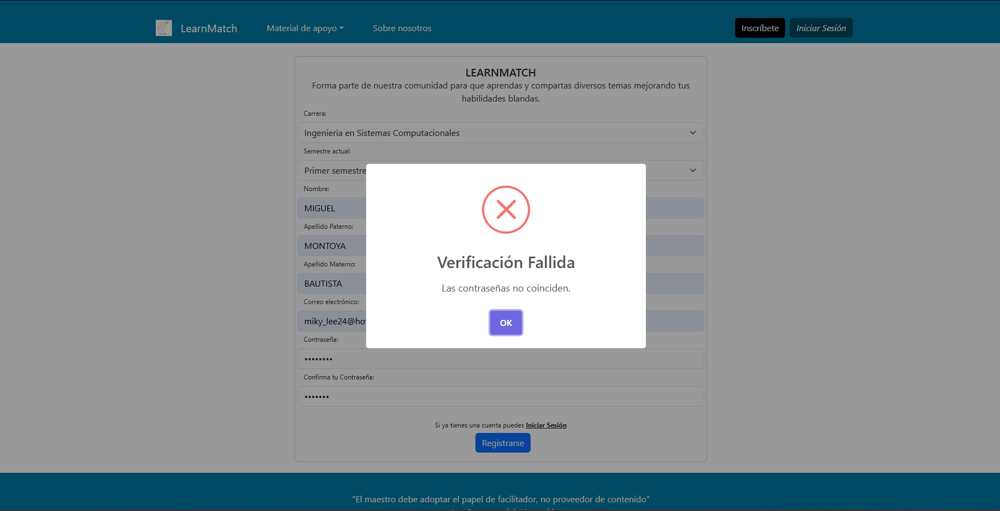 LearnMatch
Material de apoyo
Sobre nosotros
Inscríbete
Iniciar Sesión
LEARNMATCH
Forma parte de nuestra comunidad para que aprendas y compartas diversos temas mejorando tus
habilidades blandas.
Carrera:
Ingenieria en Sistemas Computacionales
Semestre actual:
Primer semestre
Nombre:
MIGUEL
Apellido Paterno:
MONTOYA
Apellido Materno:
BAUTISTA
Correo electrónico:
miky_lee24@ho
Verificación Fallida
Las contraseñas no coinciden.
OK
Contraseña:
••••••••
Confirma tu Contraseña:
•••••••
Si ya tienes una cuenta puedes Iniciar Sesión
Registrarse
"El maestro debe adoptar el papel de facilitador, no proveedor de contenido"